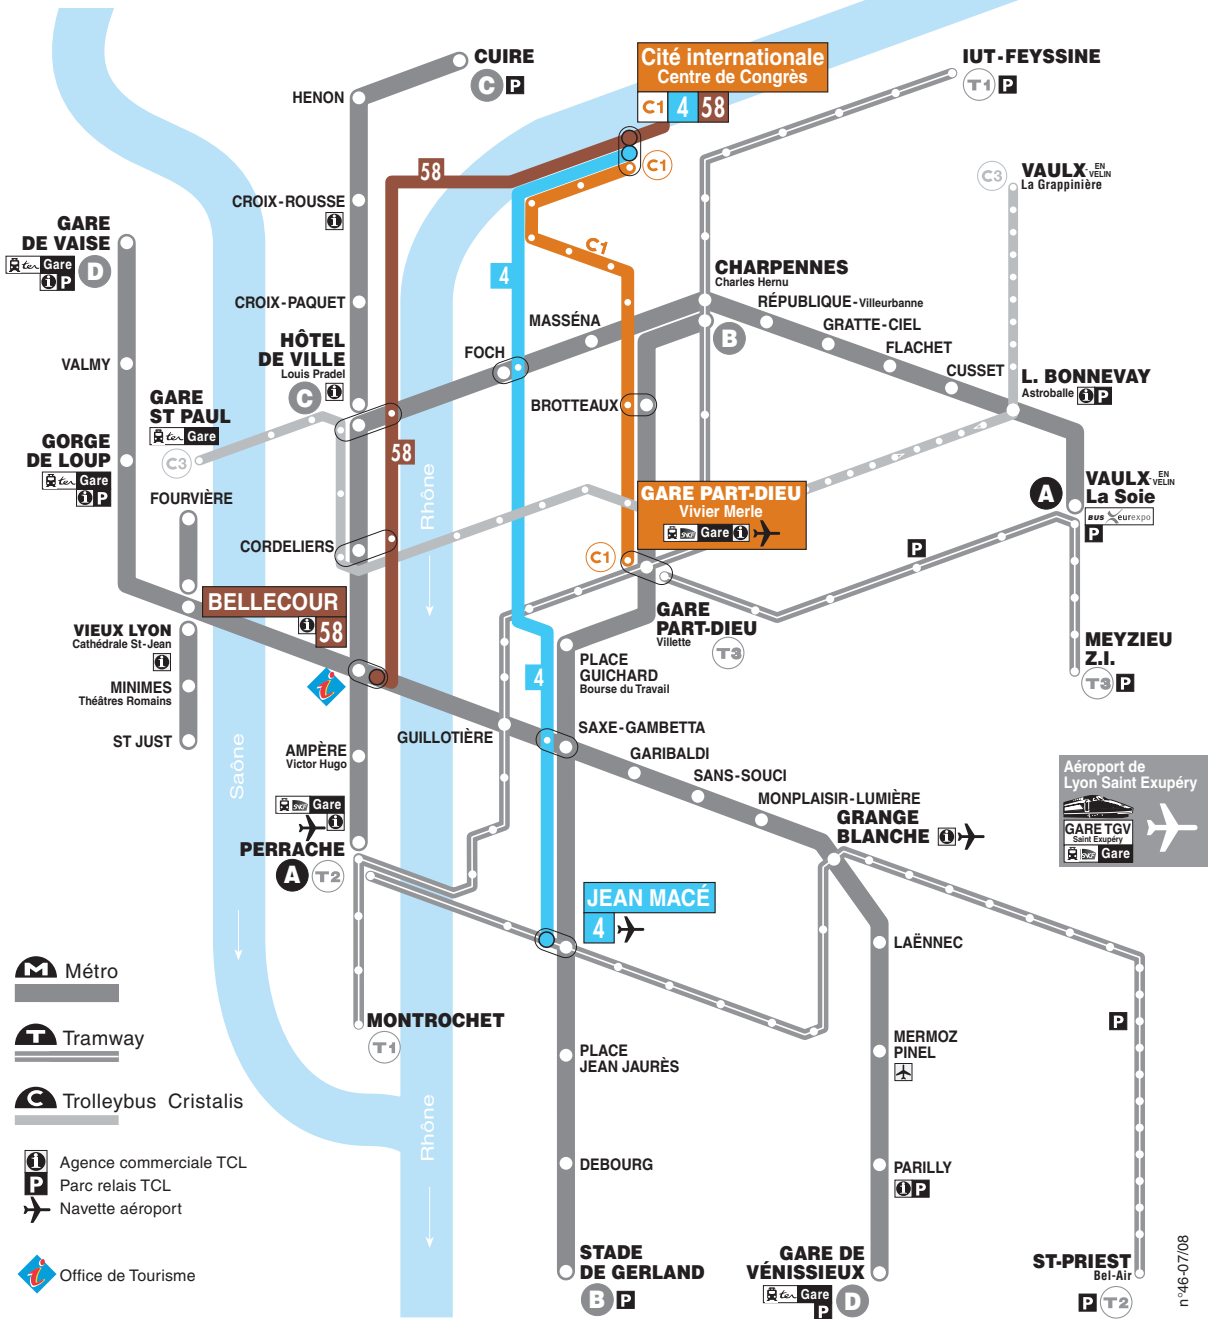 CUIRE
C P
HENON
Cité internationale
Centre de Congrès
C1 4 58
IUT-FEYSSINE
T1 P
58
C1
C3
VAULX-EN VELIN
La Grappinière
CROIX-ROUSSE
i
GARE
DE VAISE
ter Gare
i P D
C1
4
CHARPENNES
Charles Hernu
CROIX-PAQUET
RÉPUBLIQUE-Villeurbanne
MASSÉNA
GRATTE-CIEL
B
HÔTEL
DE VILLE
Louis Pradel
C i
FOCH
FLACHET
VALMY
CUSSET
L. BONNEVAY
Astroballe i P
GARE
ST PAUL
ter Gare
C3
BROTTEAUX
GORGE
DE LOUP
ter Gare
i P
58
Rhône
A
VAULX-EN VELIN
La Soie
BUS eurexpo
P
GARE PART-DIEU
Vivier Merle
SNCF Gare i
FOURVIÈRE
CORDELIERS
C1
P
BELLECOUR
i 58
GARE
PART-DIEU
Villette
T3
VIEUX LYON
Cathédrale St-Jean
i
MEYZIEU
Z.I.
T3 P
PLACE
GUICHARD
Bourse du Travail
4
MINIMES
Théâtres Romains
i
ST JUST
SAXE-GAMBETTA
GUILLOTIÈRE
GARIBALDI
AMPÈRE
Victor Hugo
Saône
SANS-SOUCI
Aéroport de
Lyon Saint Exupéry
GARE TGV
Saint Exupéry
SNCF Gare
MONPLAISIR-LUMIÈRE
SNCF Gare
i
GRANGE
BLANCHE i
PERRACHE
A T2
JEAN MACÉ
4
LAËNNEC
M Métro
MONTROCHET
T1
P
T Tramway
MERMOZ
PINEL
PLACE
JEAN JAURÈS
C Trolleybus Cristalis
Rhône
i Agence commerciale TCL
P Parc relais TCL
Navette aéroport
DEBOURG
PARILLY
i P
i Office de Tourisme
STADE
DE GERLAND
B P
GARE DE
VÉNISSIEUX
ter Gare
P D
ST-PRIEST
Bel-Air
P T2
n°46-07/08